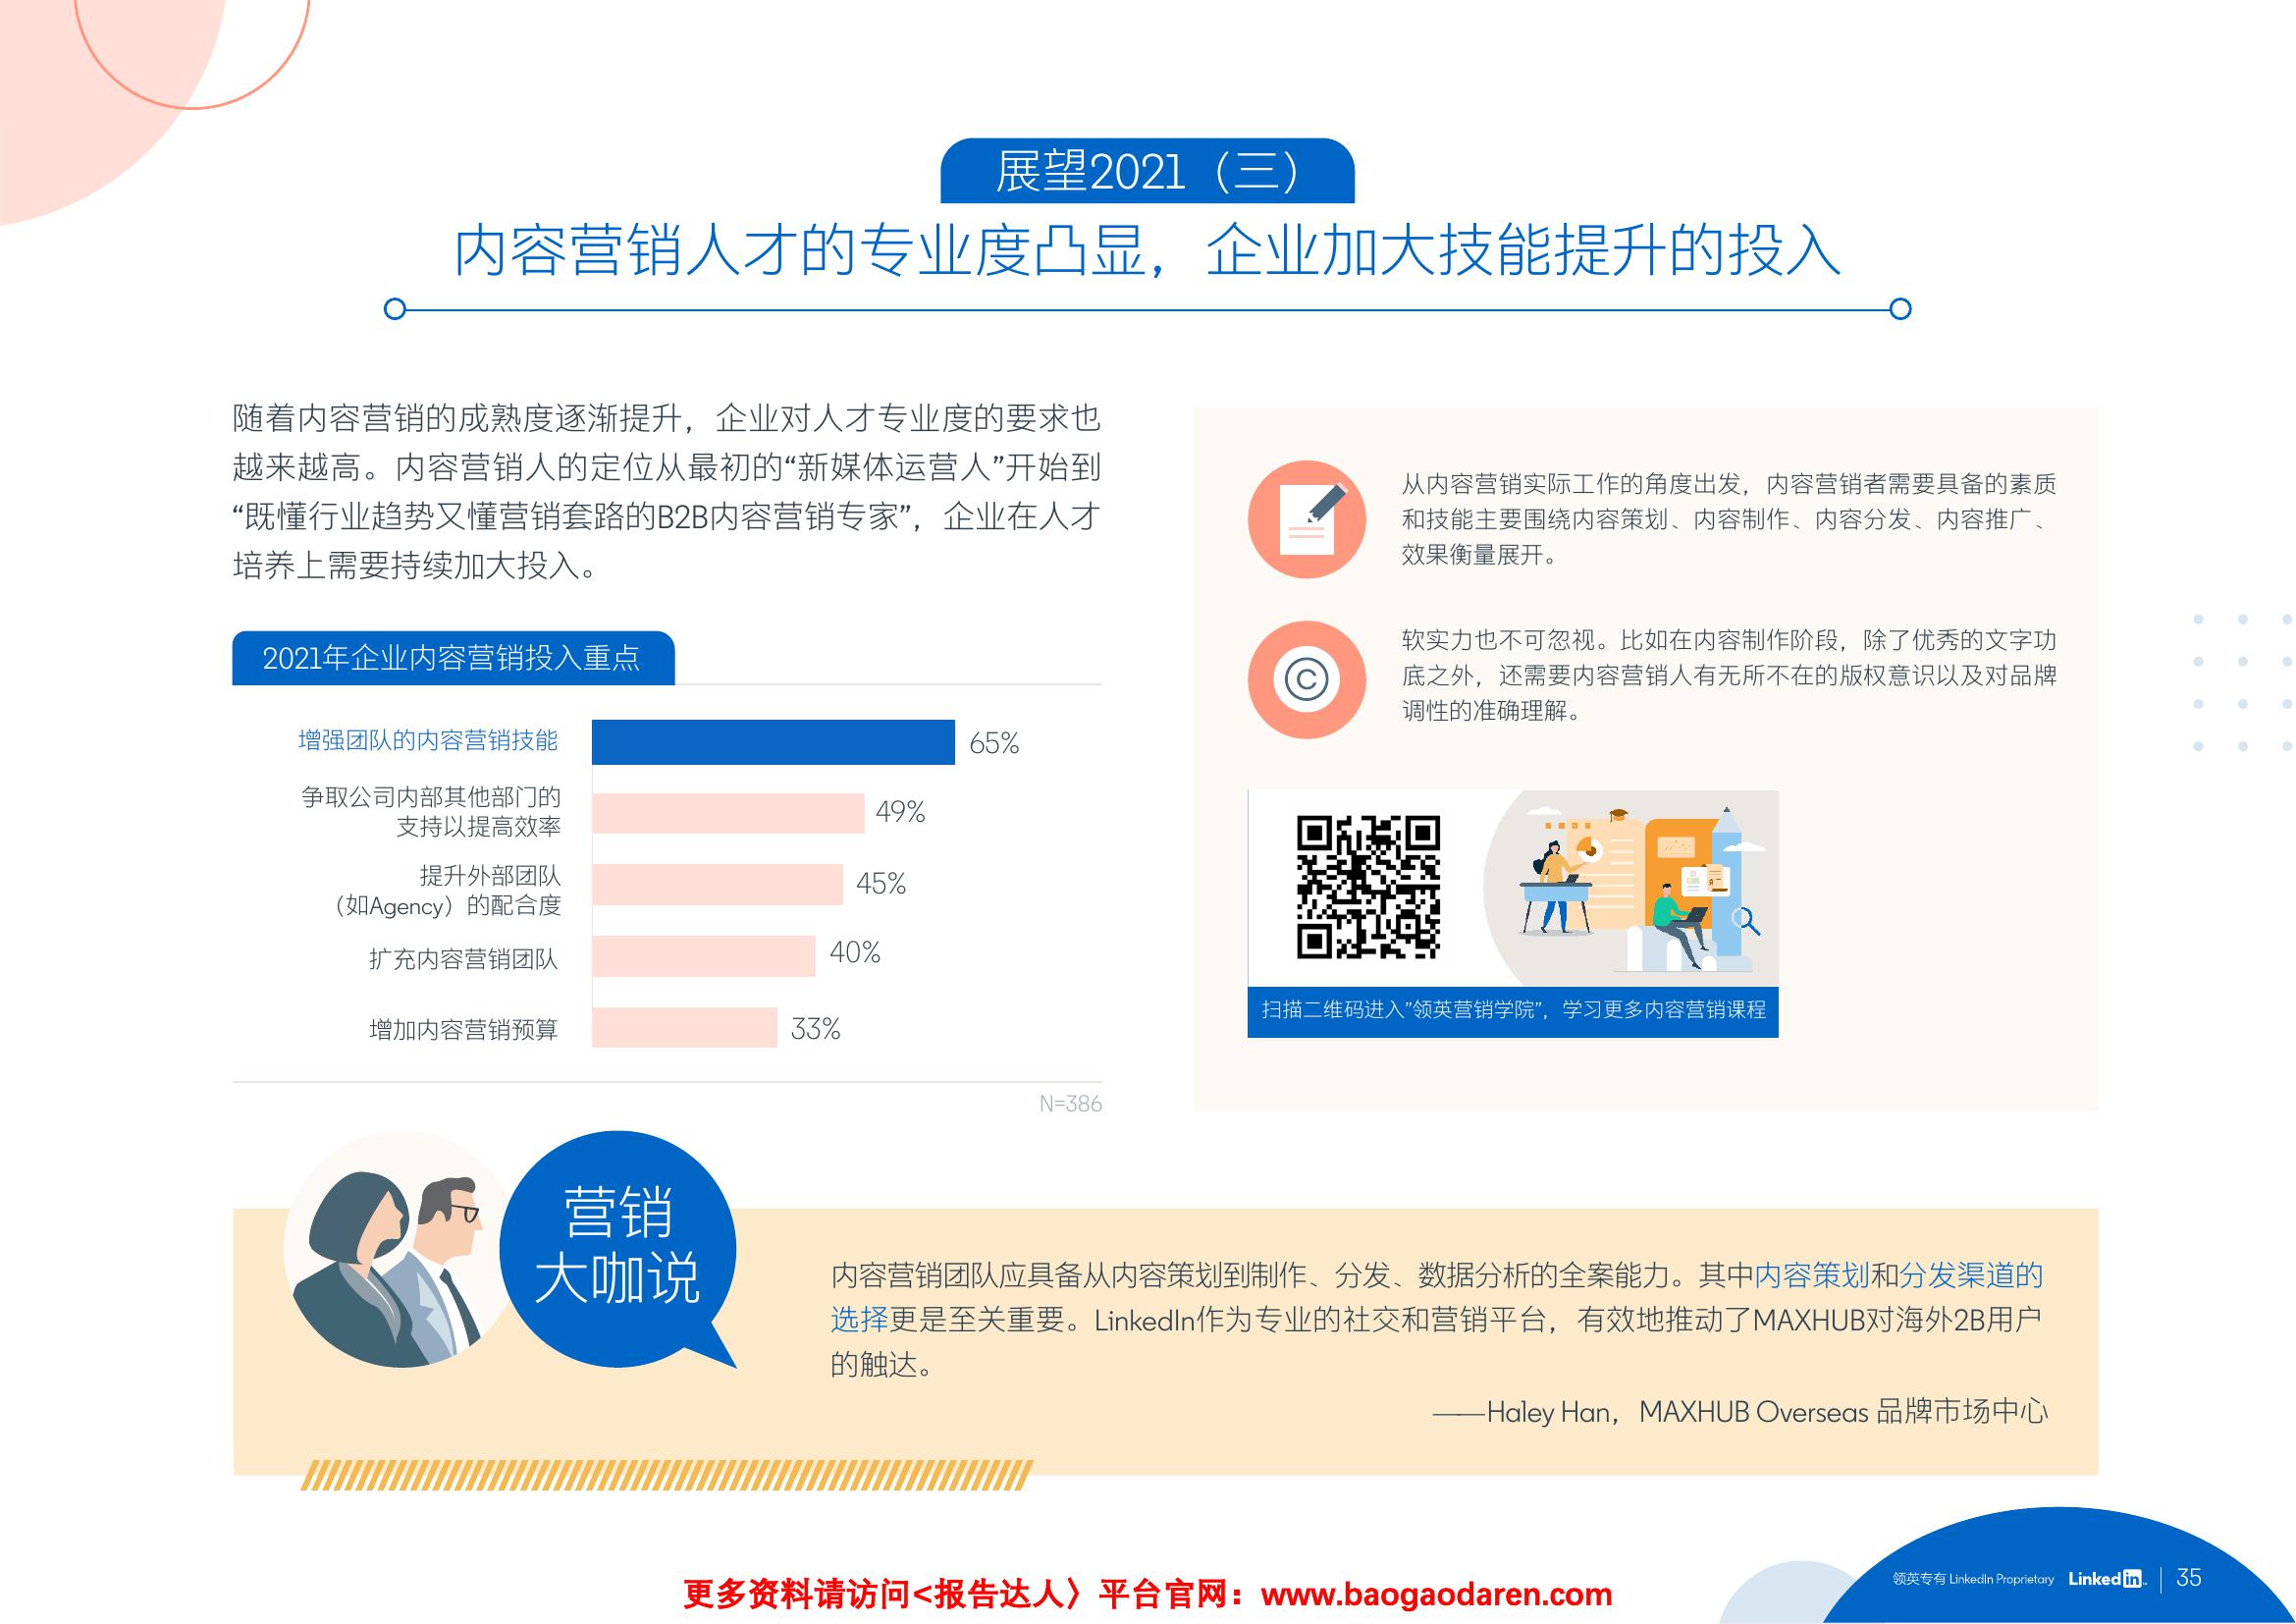 展望2021（三）
内容营销人才的专业度凸显，企业加大技能提升的投入
随着内容营销的成熟度逐渐提升，企业对人才专业度的要求也
越来越高。内容营销人的定位从最初的“新媒体运营人”开始到
“既懂行业趋势又懂营销套路的B2B内容营销专家”，企业在人才
培养上需要持续加大投入。
2021年企业内容营销投入重点
增强团队的内容营销技能 65%
争取公司内部其他部门的
支持以提高效率 49%
提升外部团队
（如Agency）的配合度 45%
扩充内容营销团队 40%
增加内容营销预算 33%
N=386
从内容营销实际工作的角度出发，内容营销者需要具备的素质
和技能主要围绕内容策划、内容制作、内容分发、内容推广、
效果衡量展开。
软实力也不可忽视。比如在内容制作阶段，除了优秀的文字功
底之外，还需要内容营销人有无所不在的版权意识以及对品牌
调性的准确理解。
扫描二维码进入”领英营销学院”，学习更多内容营销课程
营销
大咖说
内容营销团队应具备从内容策划到制作、分发、数据分析的全案能力。其中内容策划和分发渠道的
选择更是至关重要。LinkedIn作为专业的社交和营销平台，有效地推动了MAXHUB对海外2B用户
的触达。
——Haley Han，MAXHUB Overseas 品牌市场中心
领英专有 LinkedIn Proprietary LinkedIn 35
更多资料请访问<报告达人〉平台官网：www.baogaodaren.com